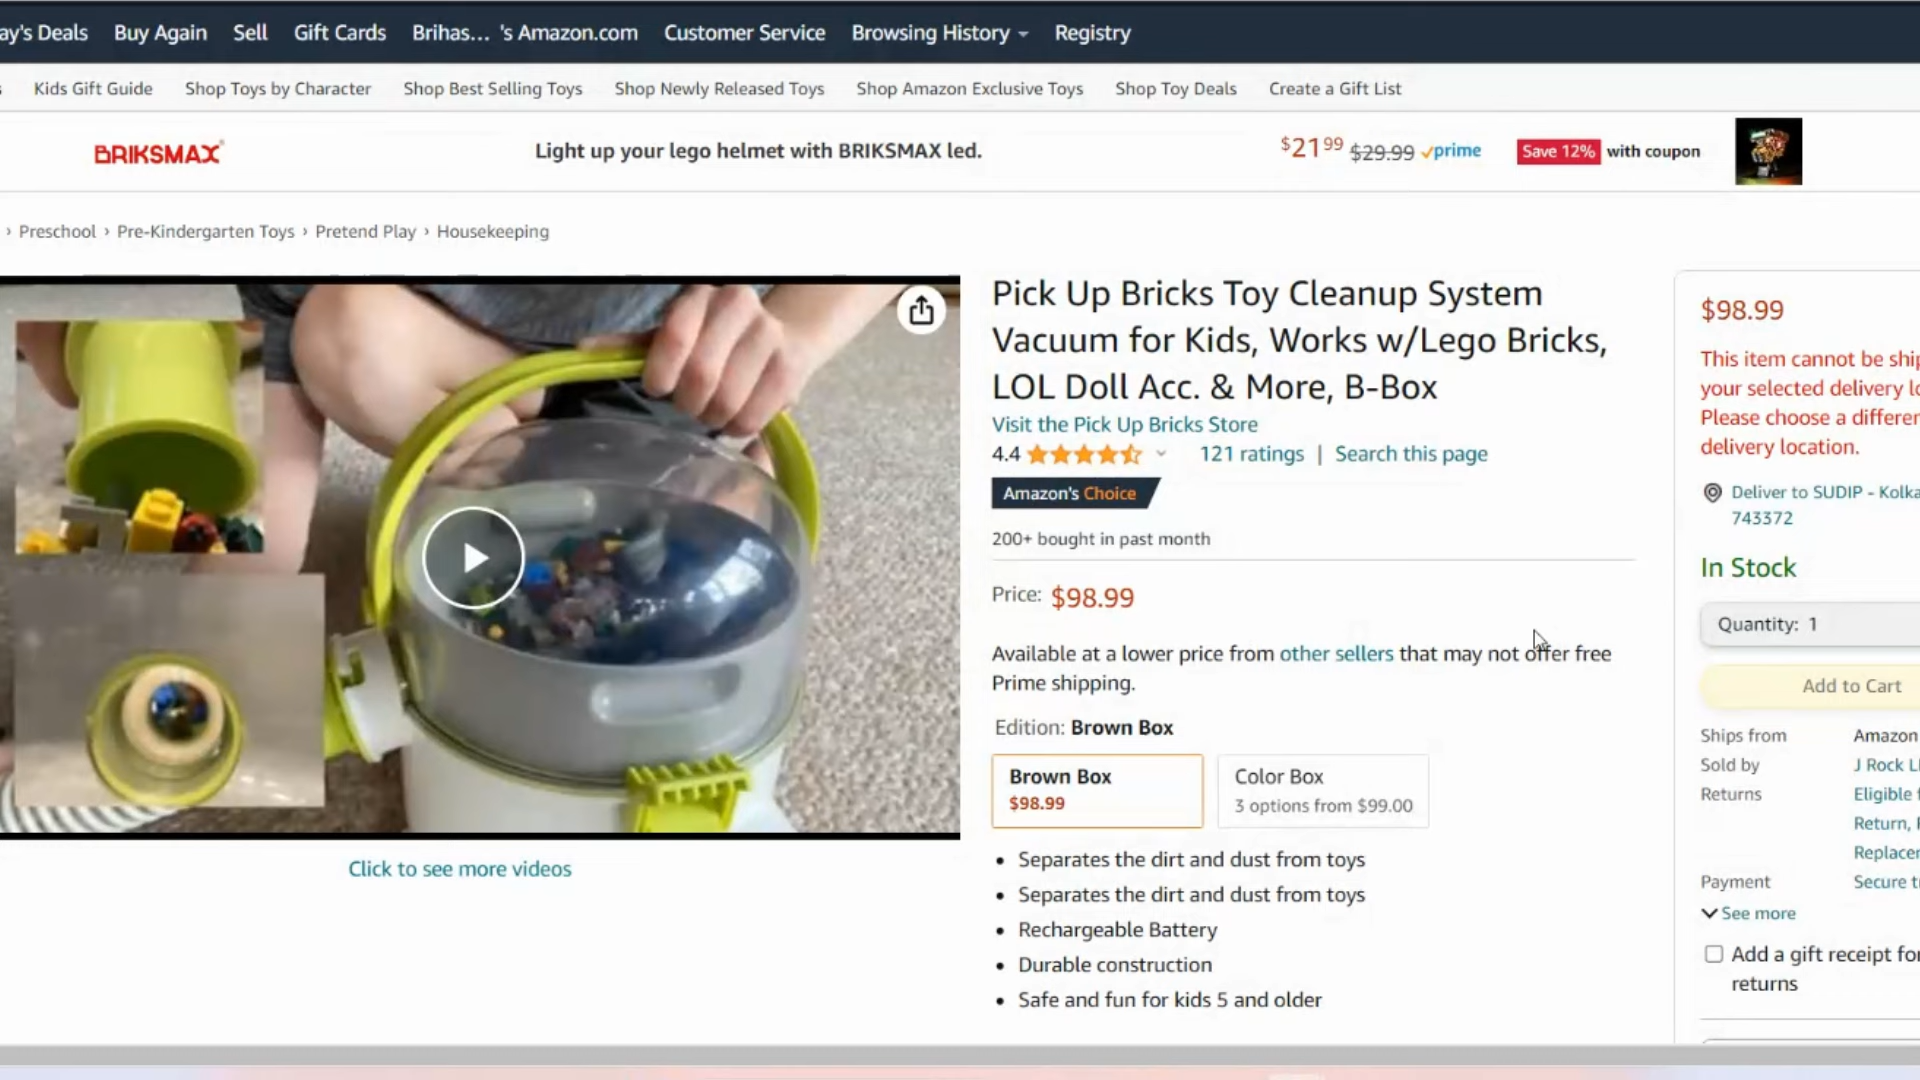 ay's Deals Buy Again Sell Gift Cards Brihas... 's Amazon.com Customer Service Browsing History Registry
s Kids Gift Guide Shop Toys by Character Shop Best Selling Toys Shop Newly Released Toys Shop Amazon Exclusive Toys Shop Toy Deals Create a Gift List
BRIKSMAX Light up your lego helmet with BRIKSMAX led. $21.99 $29.99 prime Save 12% with coupon
› Preschool › Pre-Kindergarten Toys › Pretend Play › Housekeeping
Pick Up Bricks Toy Cleanup System
Vacuum for Kids, Works w/Lego Bricks,
LOL Doll Acc. & More, B-Box
Visit the Pick Up Bricks Store
4.4 121 ratings | Search this page
Amazon's Choice
200+ bought in past month
Price: $98.99
Available at a lower price from other sellers that may not offer free
Prime shipping.
Edition: Brown Box
Brown Box
$98.99
Color Box
3 options from $99.00
• Separates the dirt and dust from toys
• Separates the dirt and dust from toys
• Rechargeable Battery
• Durable construction
• Safe and fun for kids 5 and older
Click to see more videos
$98.99
This item cannot be ship
your selected delivery lo
Please choose a differen
delivery location.
Deliver to SUDIP - Kolka
743372
In Stock
Quantity: 1
Add to Cart
Ships from Amazon
Sold by J Rock L
Returns Eligible f
Return,
Replacer
Payment Secure t
See more
Add a gift receipt for
returns